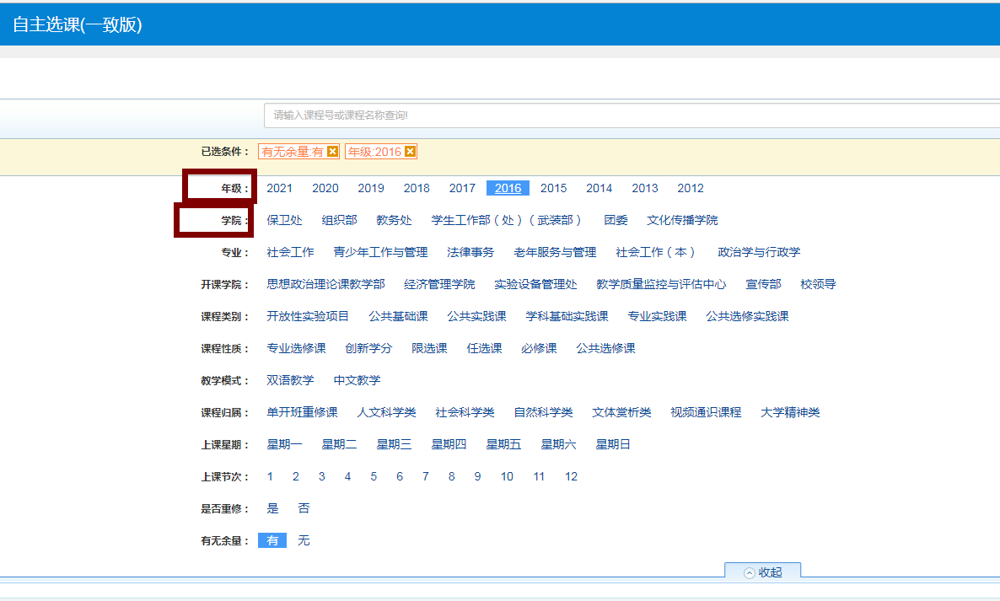 自主选课(一致版)
请输入课程号或课程名称查询!
已选条件： 有无余量:有 年级:2016
年级： 2021 2020 2019 2018 2017 2016 2015 2014 2013 2012
学院： 保卫处 组织部 教务处 学生工作部（处）（武装部） 团委 文化传播学院
专业： 社会工作 青少年工作与管理 法律事务 老年服务与管理 社会工作（本） 政治学与行政学
开课学院： 思想政治理论课教学部 经济管理学院 实验设备管理处 教学质量监控与评估中心 宣传部 校领导
课程类别： 开放性实验项目 公共基础课 公共实践课 学科基础实践课 专业实践课 公共选修实践课
课程性质： 专业选修课 创新学分 限选课 任选课 必修课 公共选修课
教学模式： 双语教学 中文教学
课程归属： 单开班重修课 人文科学类 社会科学类 自然科学类 文体赏析类 视频通识课程 大学精神类
上课星期： 星期一 星期二 星期三 星期四 星期五 星期六 星期日
上课节次： 1 2 3 4 5 6 7 8 9 10 11 12
是否重修： 是 否
有无余量： 有 无
收起